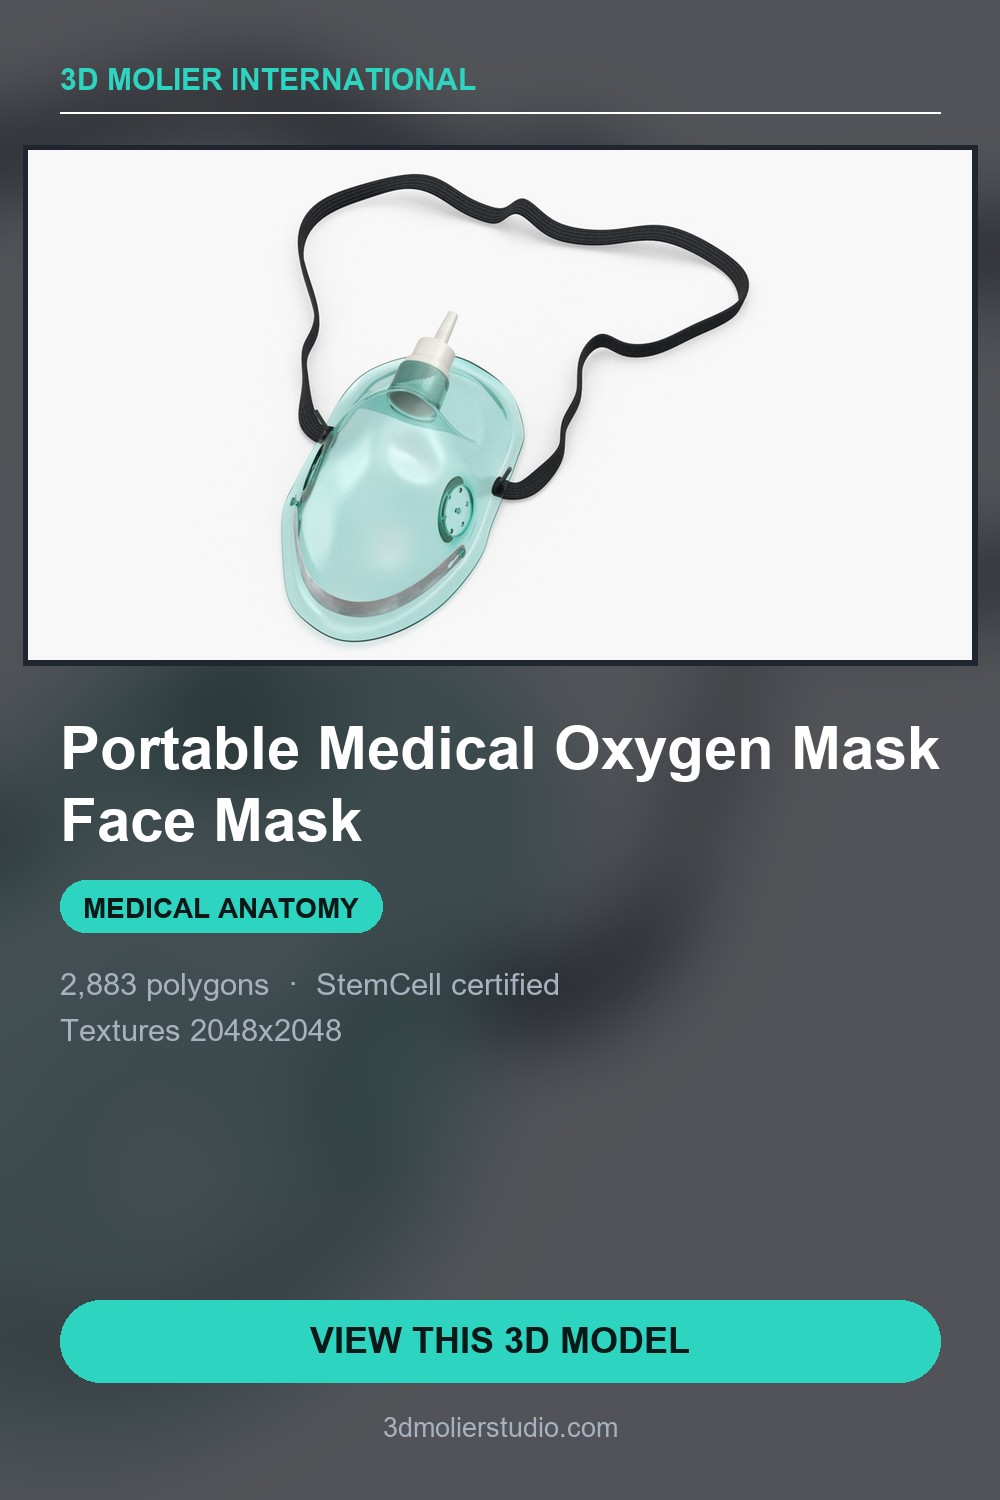 3D MOLIER INTERNATIONAL
Portable Medical Oxygen Mask
Face Mask
MEDICAL ANATOMY
2,883 polygons · StemCell certified
Textures 2048x2048
VIEW THIS 3D MODEL
3dmolierstudio.com